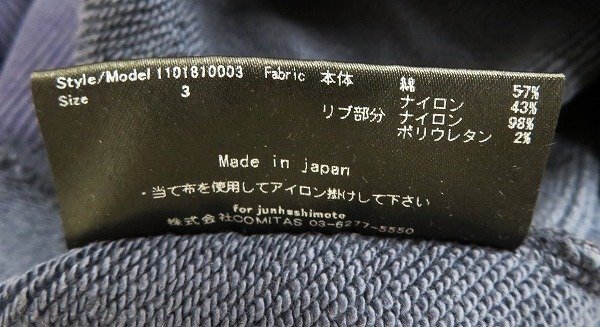 Style/Model 1101810003 Fabric 本体 綿 57%
Size 3 ナイロン 43%
リブ部分 ナイロン 98%
ポリウレタン 2%
Made in japan
・当て布を使用してアイロン掛けして下さい
for junhashimoto
株式会社COMITAS 03-6277-5550